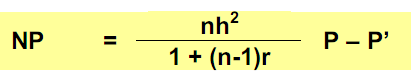 NP = nh² / 1 + (n-1)r P – P’